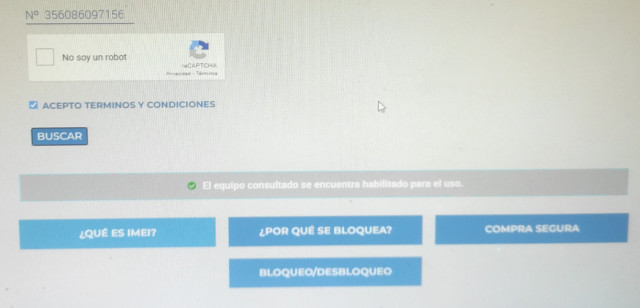 Nº 356086097156
No soy un robot
reCAPTCHA
Privacidad - Términos
ACEPTO TERMINOS Y CONDICIONES
BUSCAR
El equipo consultado se encuentra habilitado para el uso.
¿QUÉ ES IMEI?
¿POR QUÉ SE BLOQUEA?
COMPRA SEGURA
BLOQUEO/DESBLOQUEO